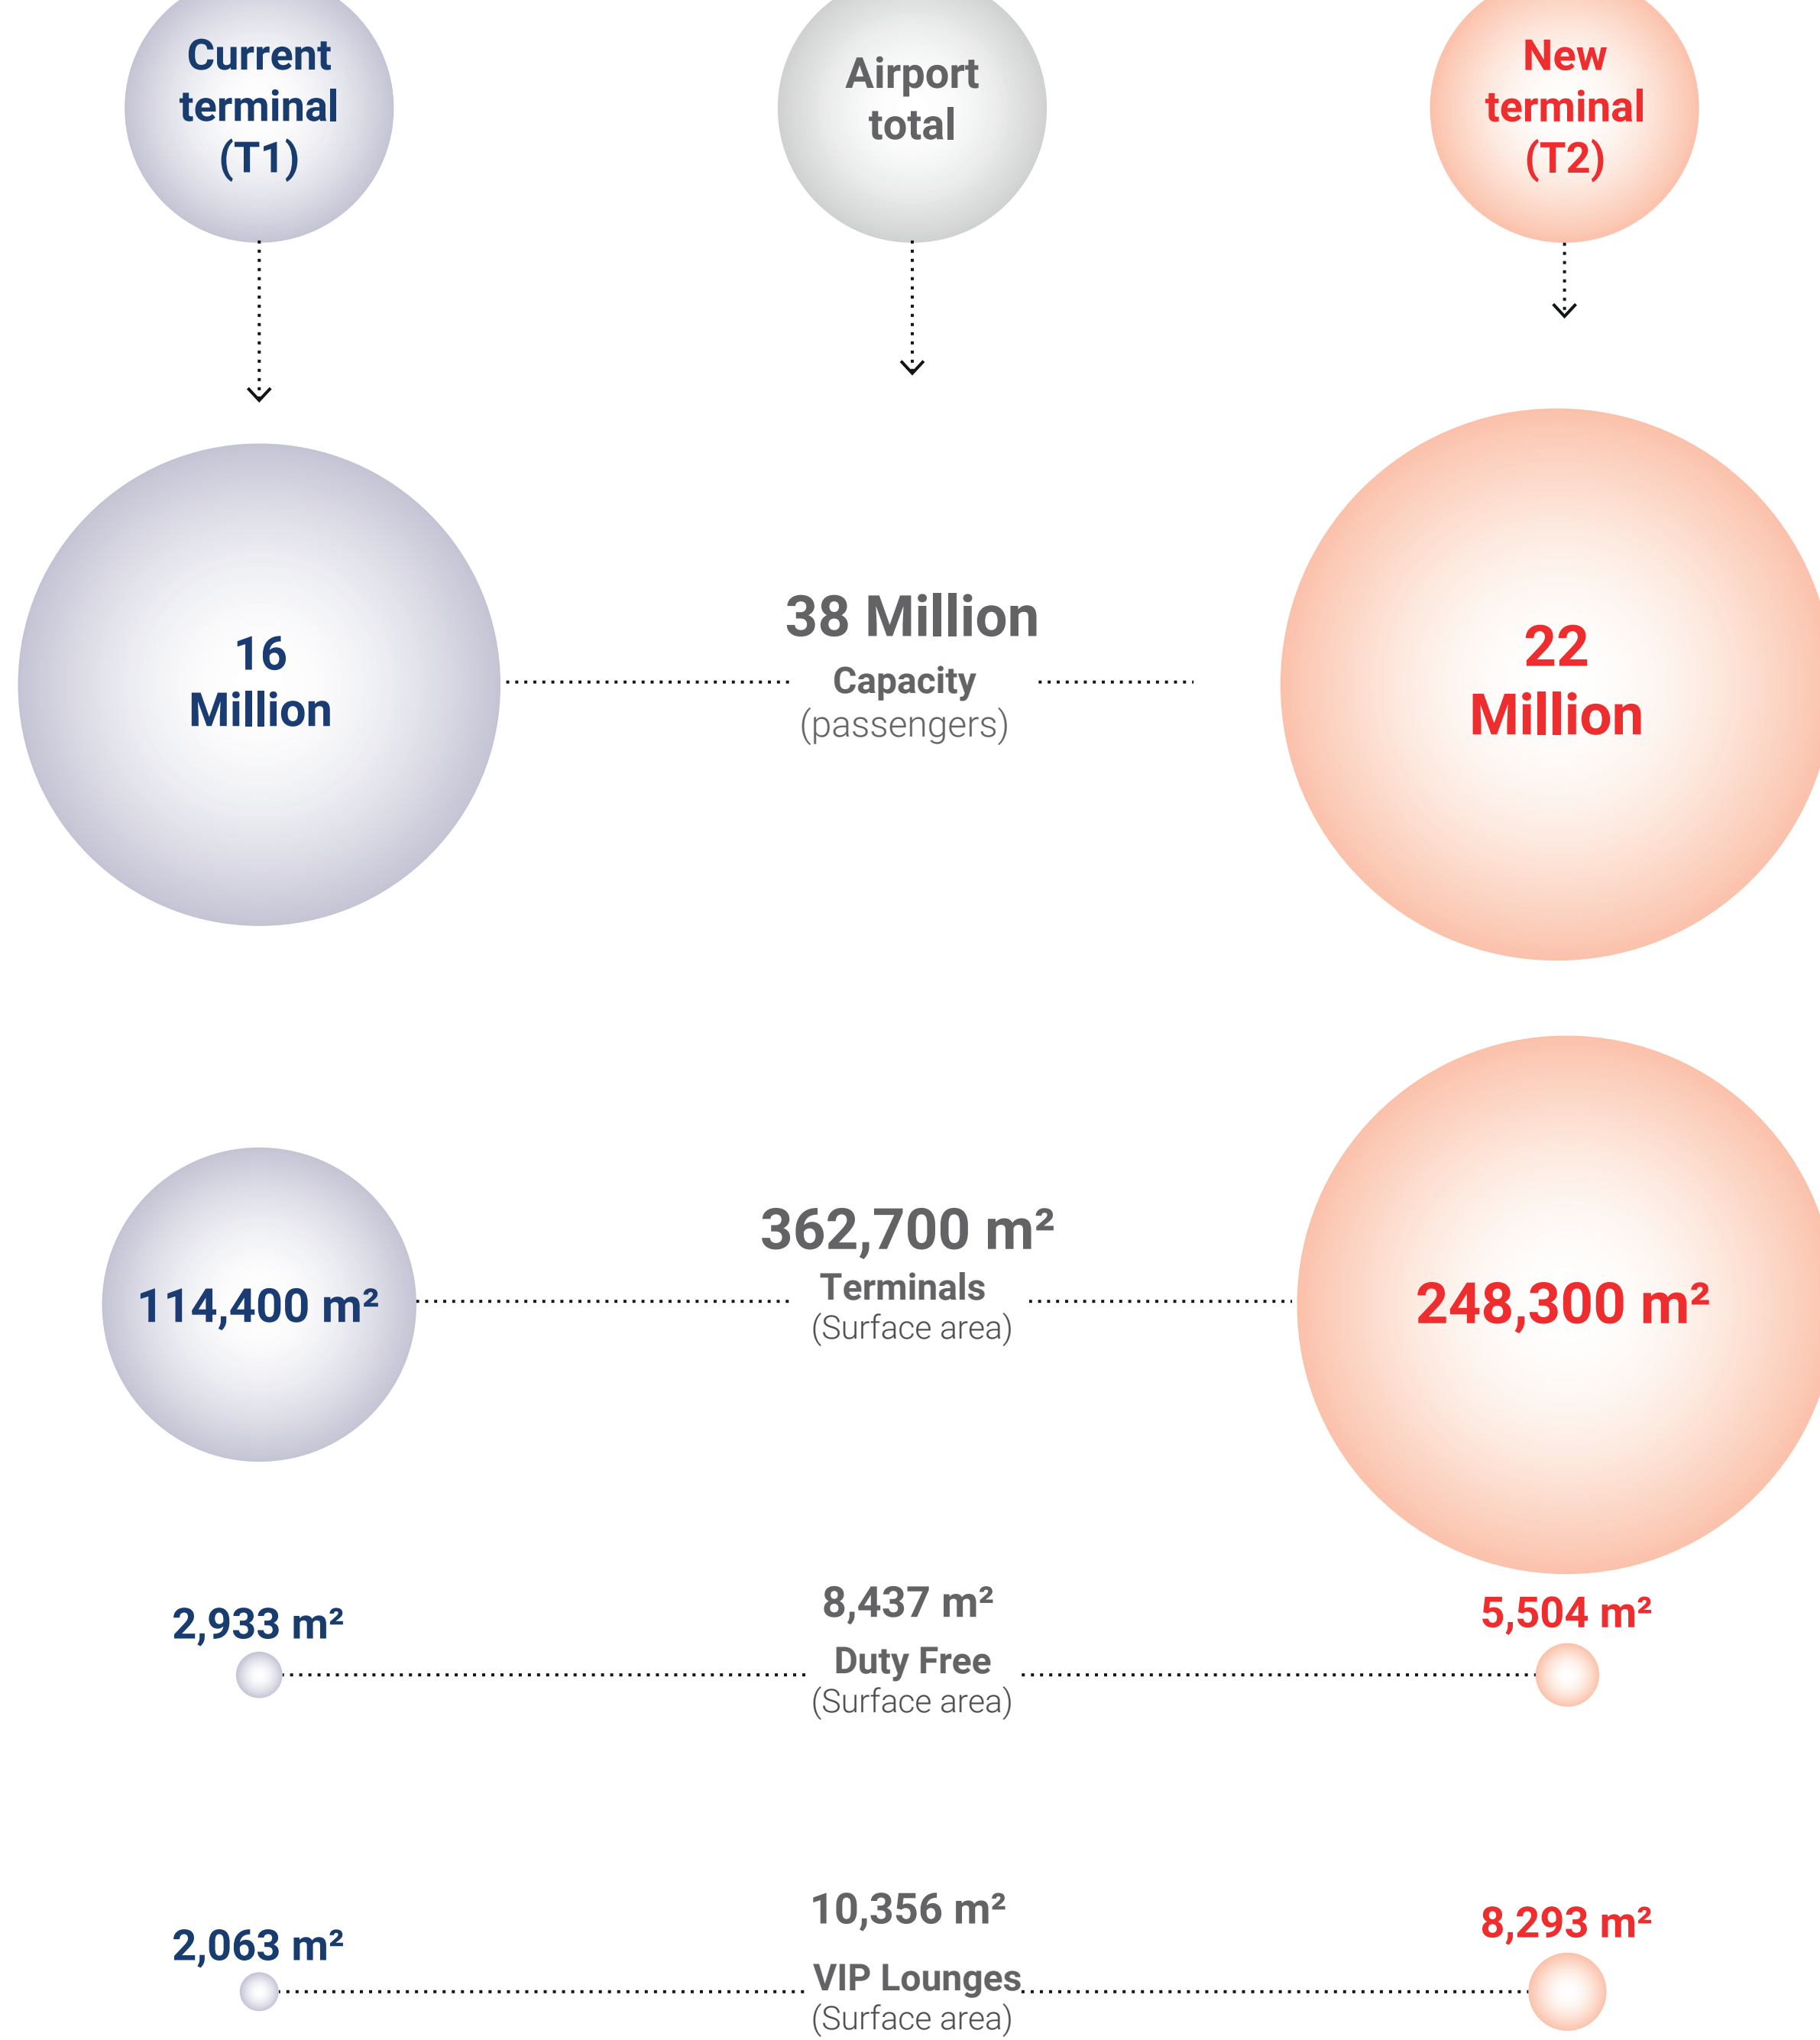 Current
terminal
(T1)
Airport
total
New
terminal
(T2)
16
Million
38 Million
Capacity
(passengers)
22
Million
114,400 m²
362,700 m²
Terminals
(Surface area)
248,300 m²
2,933 m²
8,437 m²
Duty Free
(Surface area)
5,504 m²
2,063 m²
10,356 m²
VIP Lounges
(Surface area)
8,293 m²